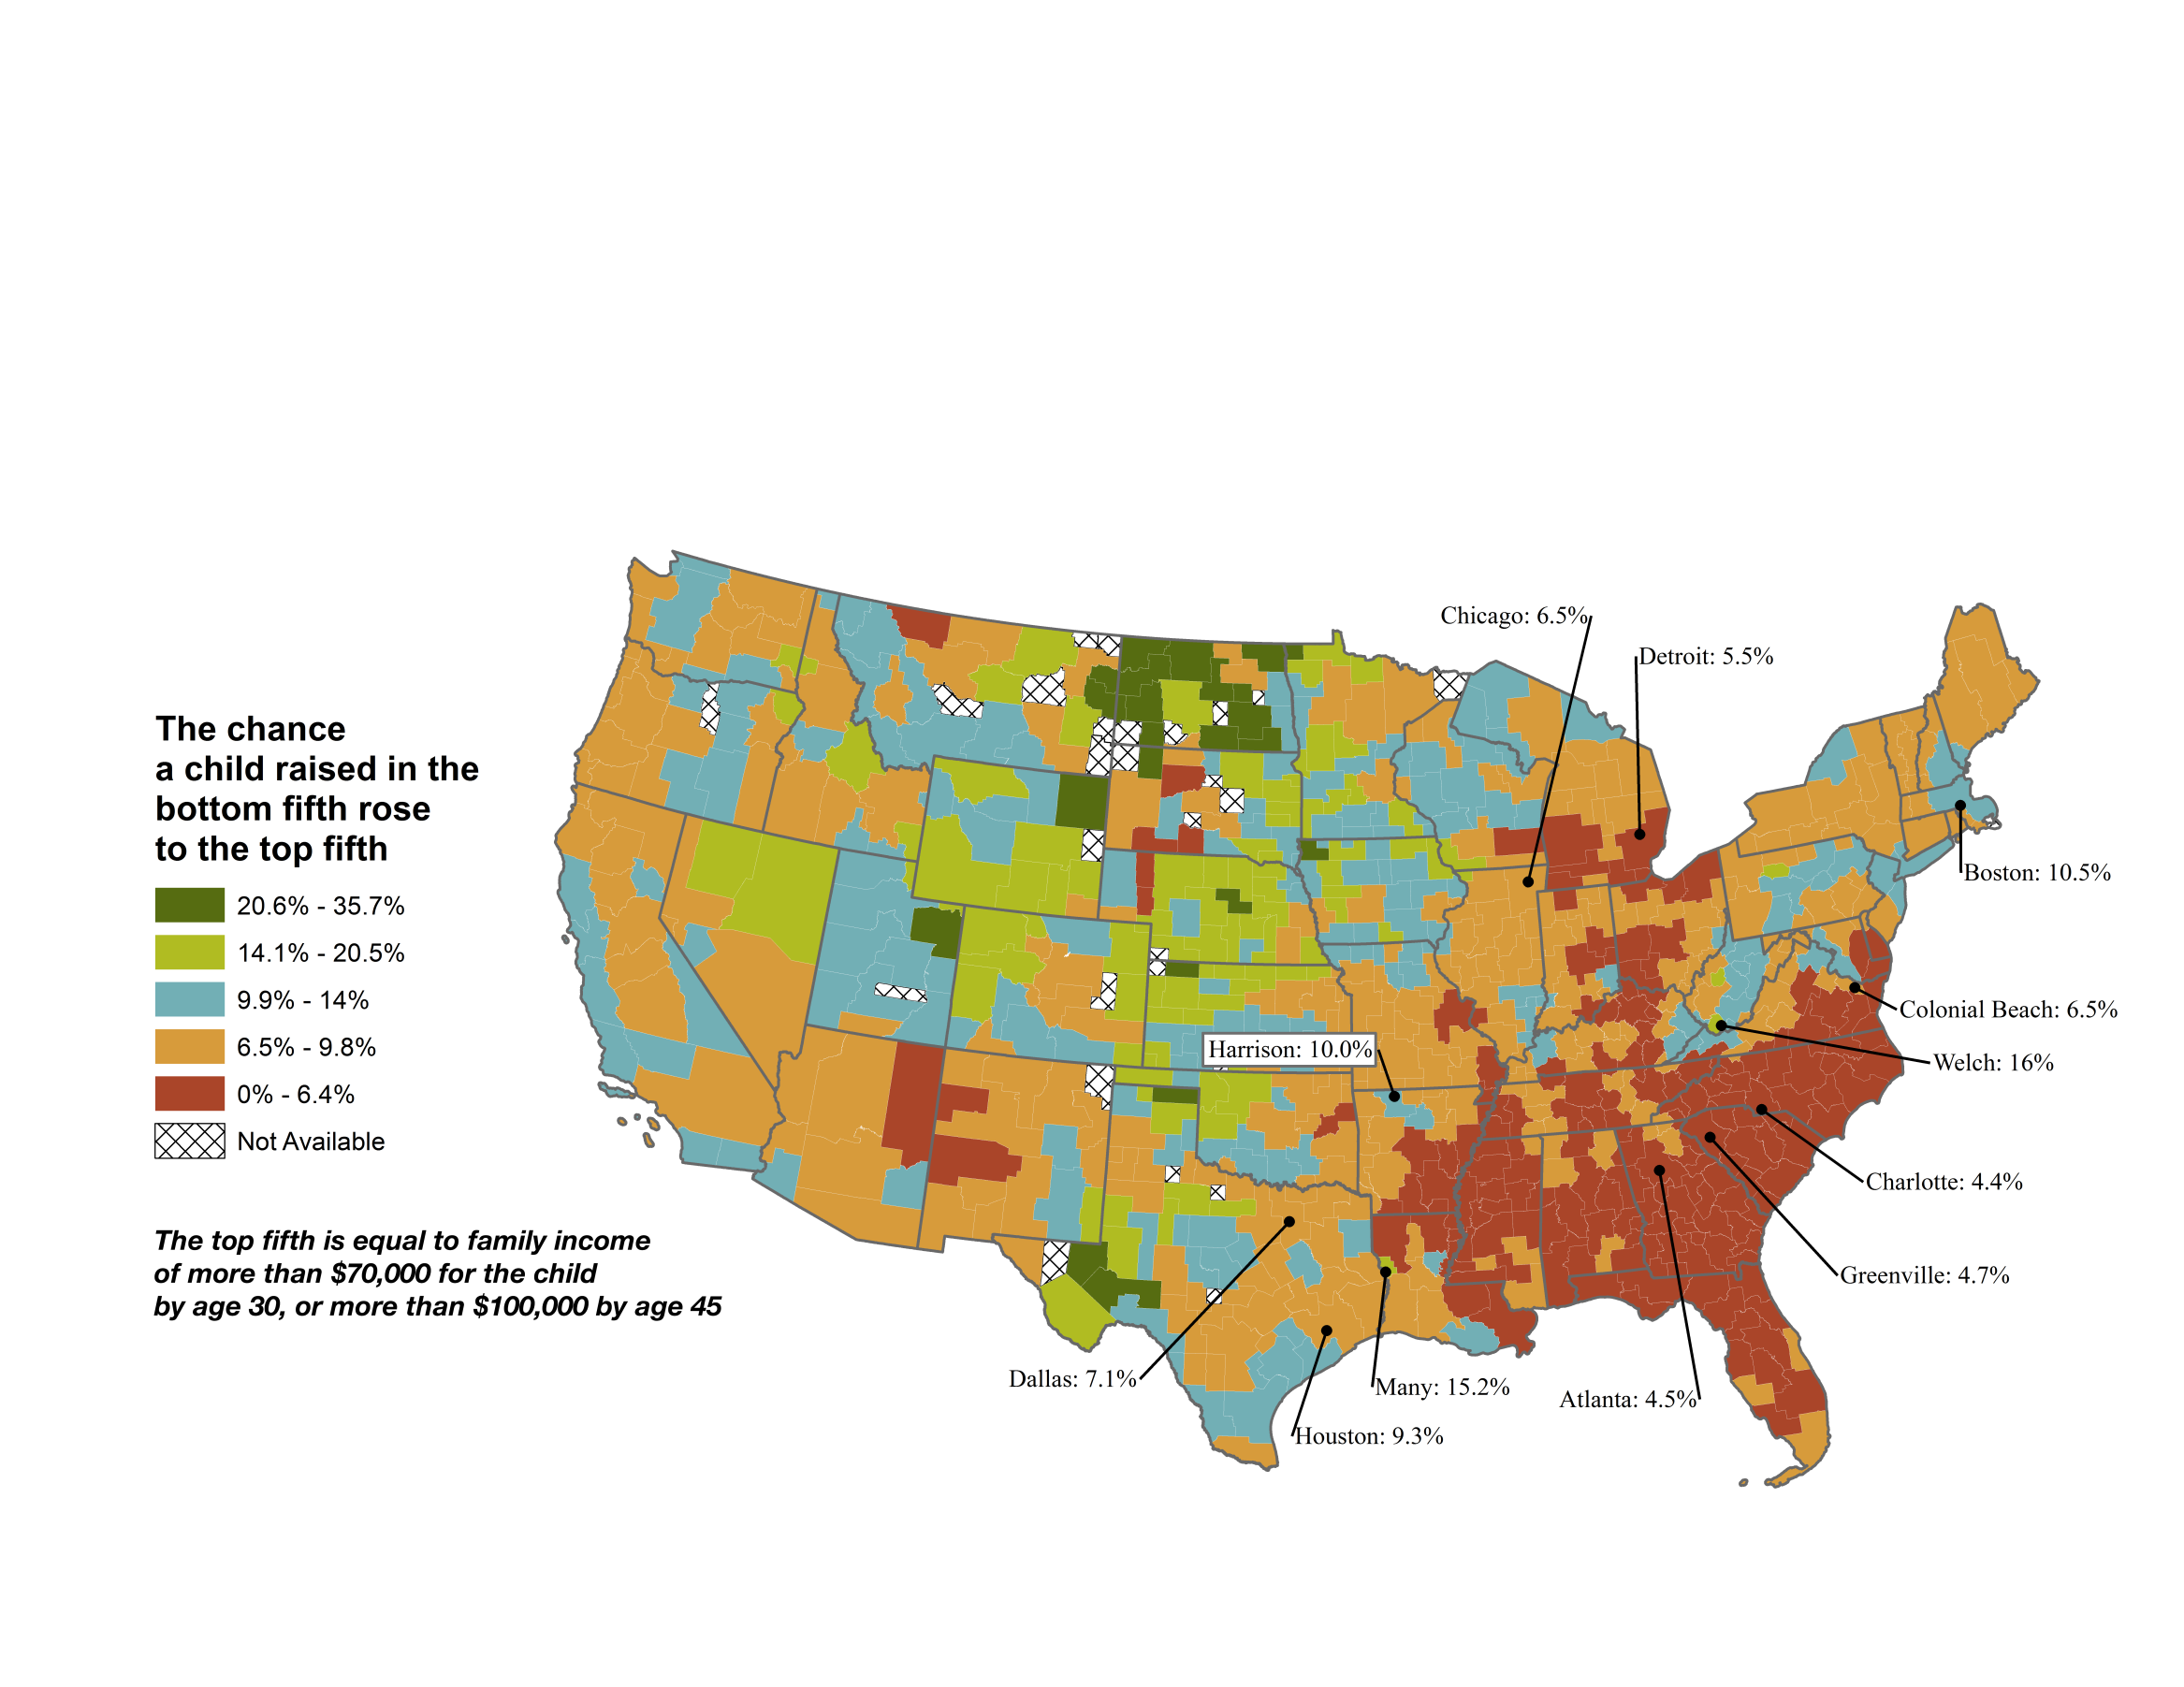 Chicago: 6.5%
Detroit: 5.5%
The chance
a child raised in the
bottom fifth rose
to the top fifth
20.6% - 35.7%
14.1% - 20.5%
9.9% - 14%
6.5% - 9.8%
0% - 6.4%
Not Available
The top fifth is equal to family income
of more than $70,000 for the child
by age 30, or more than $100,000 by age 45
Boston: 10.5%
Colonial Beach: 6.5%
Harrison: 10.0%
Welch: 16%
Charlotte: 4.4%
Greenville: 4.7%
Dallas: 7.1%
Many: 15.2%
Atlanta: 4.5%
Houston: 9.3%